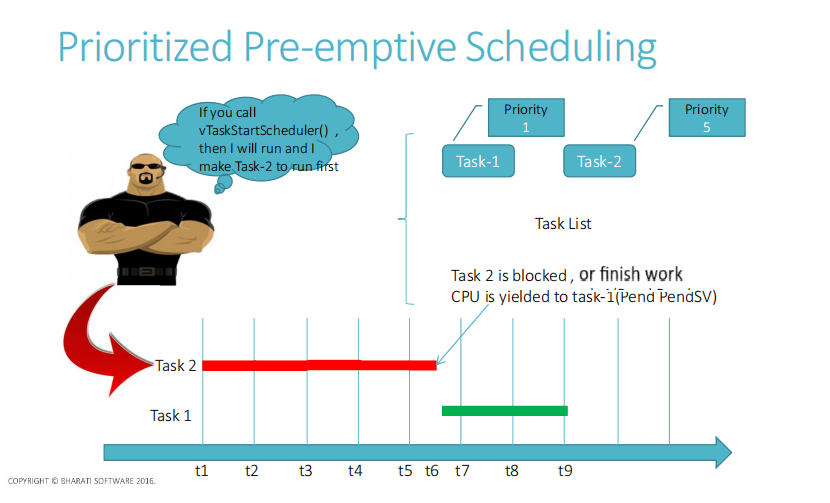 Prioritized Pre-emptive Scheduling
If you call
vTaskStartScheduler() ,
then I will run and I
make Task-2 to run first
Priority
1
Priority
5
Task-1
Task-2
Task List
Task 2 is blocked , or finish work
CPU is yielded to task-1(Pend PendSV)
Task 2
Task 1
t1 t2 t3 t4 t5 t6 t7 t8 t9
COPYRIGHT © BHARATI SOFTWARE 2016.